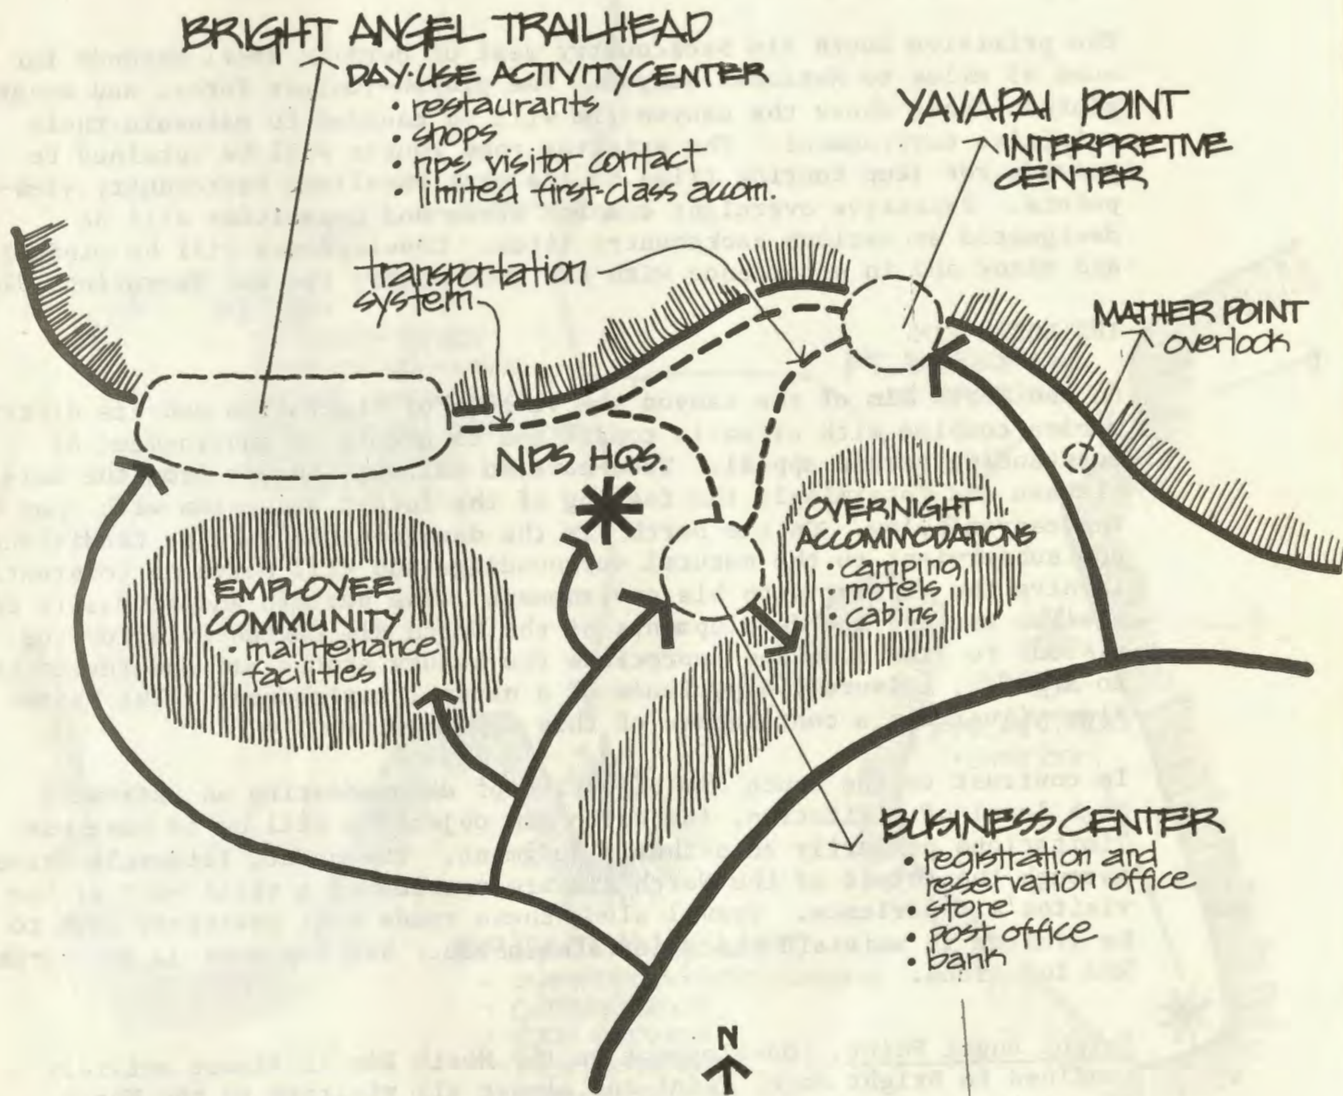 BRIGHT ANGEL TRAILHEAD
DAY-USE ACTIVITY CENTER
• restaurants
• shops
• nps visitor contact
• limited first-class accom.
YAVAPAI POINT
INTERPRETIVE
CENTER
Transportation
system
MATHER POINT
overlook
NPS HQS.
OVERNIGHT
ACCOMMODATIONS
• camping
• motels
• cabins
EMPLOYEE
COMMUNITY
• maintenance
facilities
BUSINESS CENTER
• registration and
reservation office
• store
• post office
• bank
N